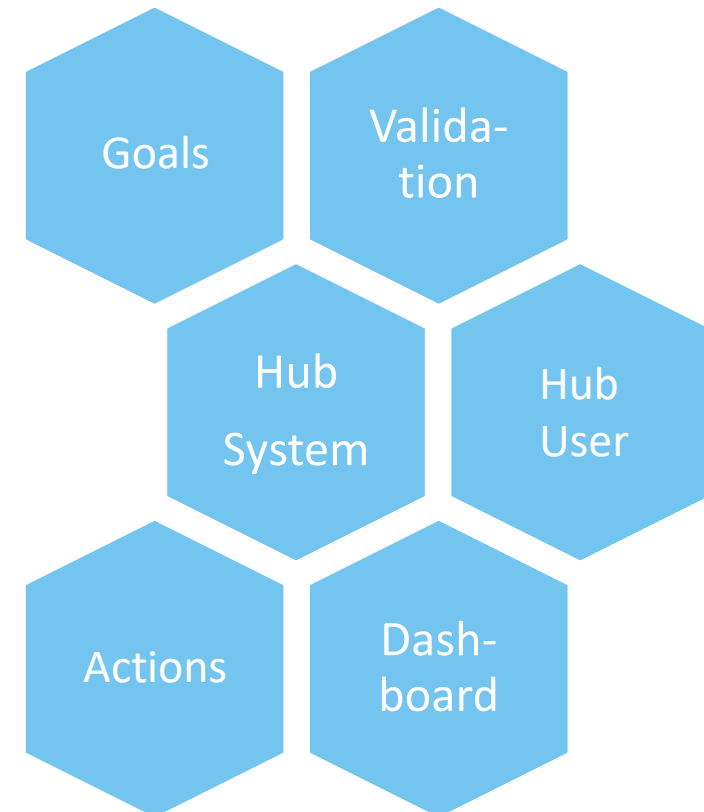 Goals
Valida-
tion
Hub
System
Hub
User
Actions
Dash-
board